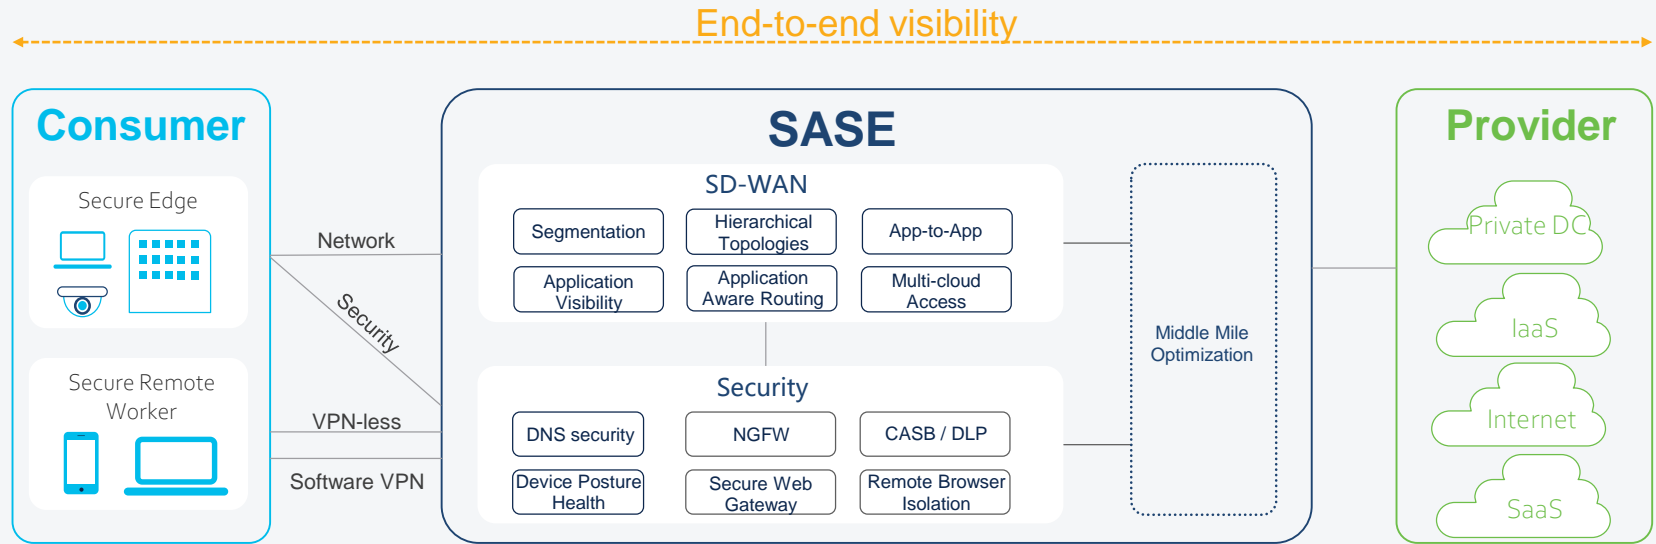 End-to-end visibility
Consumer
Secure Edge
Secure Remote
Worker
Network
Security
VPN-less
Software VPN
SASE
SD-WAN
Segmentation
Hierarchical
Topologies
App-to-App
Application
Visibility
Application
Aware Routing
Multi-cloud
Access
Security
DNS security
NGFW
CASB / DLP
Device Posture
Health
Secure Web
Gateway
Remote Browser
Isolation
Middle Mile
Optimization
Provider
Private DC
IaaS
Internet
SaaS